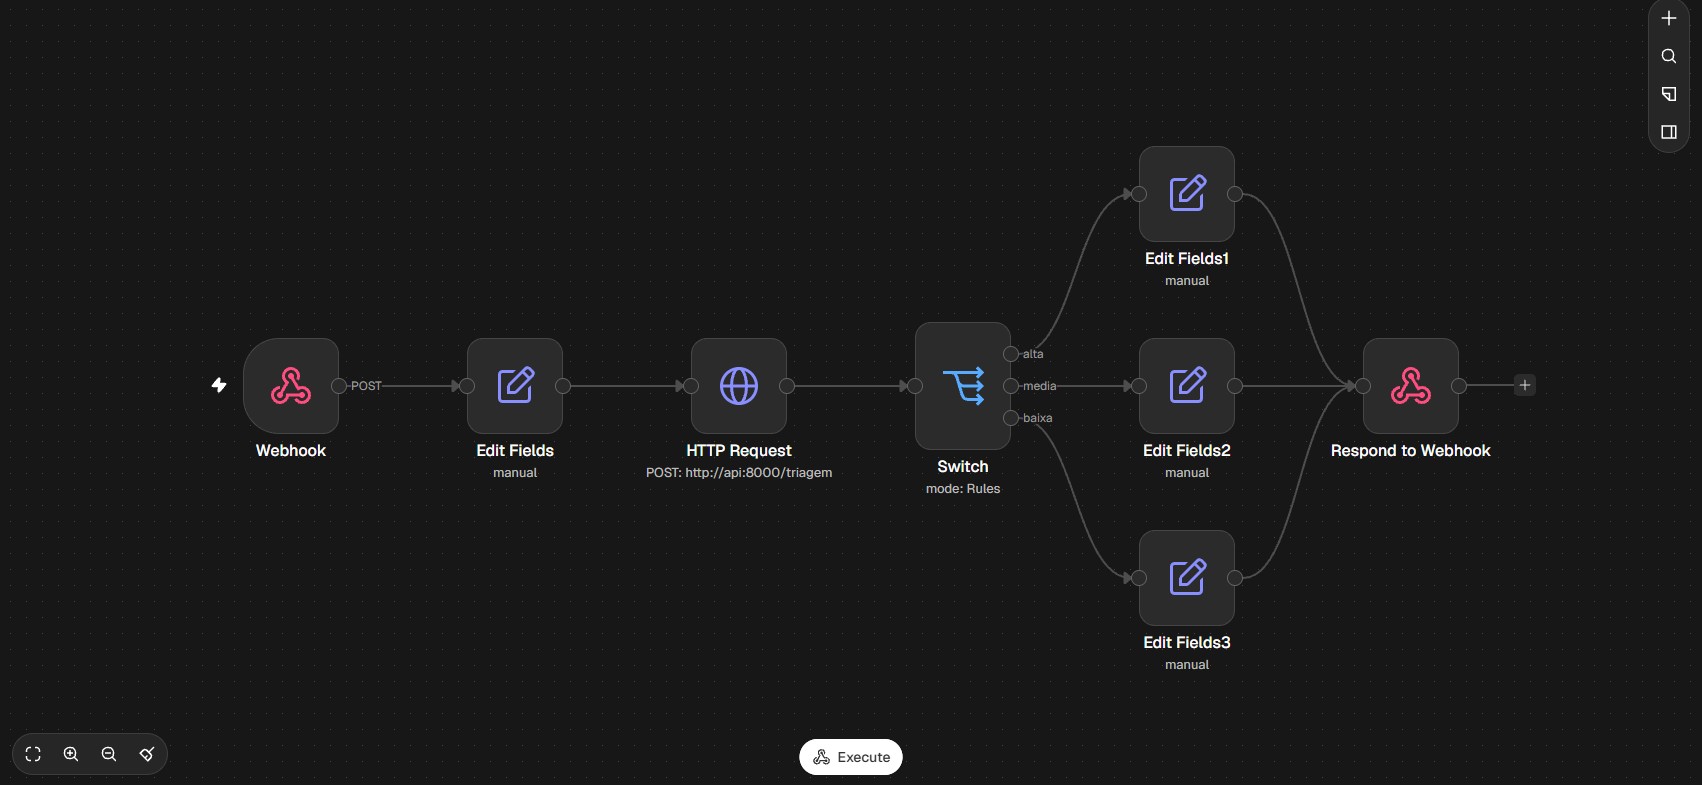 Edit Fields1
manual
POST
alta
media
baixa
Webhook
Edit Fields
manual
HTTP Request
POST: http://api:8000/triagem
Switch
mode: Rules
Edit Fields2
manual
Respond to Webhook
Edit Fields3
manual
Execute